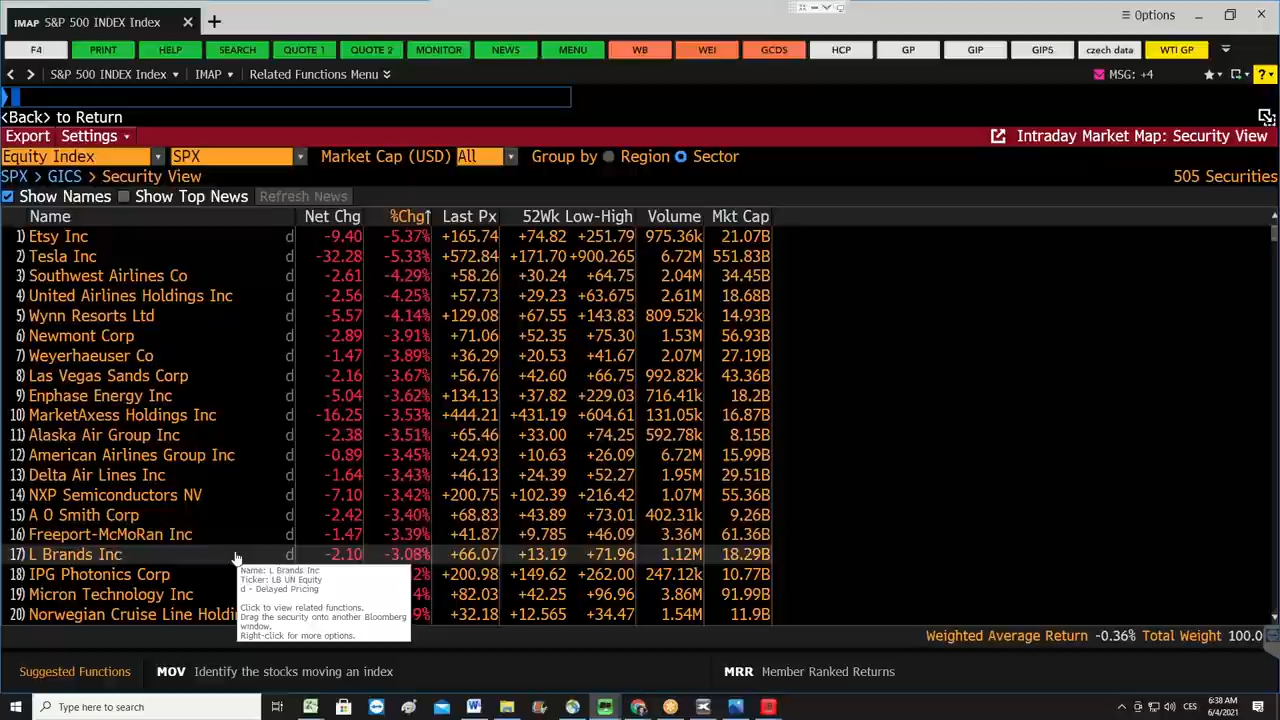 IMAP S&P 500 INDEX Index
Options
F4 PRINT HELP SEARCH QUOTE 1 QUOTE 2 MONITOR NEWS MENU WB WEI GCDS HCP GP GIP GIP5 czech data WTI GP
S&P 500 INDEX Index IMAP Related Functions Menu MSG: +4
<Back> to Return
Export Settings Intraday Market Map: Security View
Equity Index SPX Market Cap (USD) All Group by Region Sector
SPX > GICS > Security View 505 Securities
Show Names Show Top News Refresh News
Name Net Chg %Chg↑ Last Px 52Wk Low-High Volume Mkt Cap
1) Etsy Inc d -9.40 -5.37% +165.74 +74.82 +251.79 975.36k 21.07B
2) Tesla Inc d -32.28 -5.33% +572.84 +171.70 +900.265 6.72M 551.83B
3) Southwest Airlines Co d -2.61 -4.29% +58.26 +30.24 +64.75 2.04M 34.45B
4) United Airlines Holdings Inc d -2.56 -4.25% +57.73 +29.23 +63.675 2.61M 18.68B
5) Wynn Resorts Ltd d -5.57 -4.14% +129.08 +67.55 +143.83 809.52k 14.93B
6) Newmont Corp d -2.89 -3.91% +71.06 +52.35 +75.30 1.53M 56.93B
7) Weyerhaeuser Co d -1.47 -3.89% +36.29 +20.53 +41.67 2.07M 27.19B
8) Las Vegas Sands Corp d -2.16 -3.67% +56.76 +42.60 +66.75 992.82k 43.36B
9) Enphase Energy Inc d -5.04 -3.62% +134.13 +37.82 +229.03 716.41k 18.2B
10) MarketAxess Holdings Inc d -16.25 -3.53% +444.21 +431.19 +604.61 131.05k 16.87B
11) Alaska Air Group Inc d -2.38 -3.51% +65.46 +33.00 +74.25 592.78k 8.15B
12) American Airlines Group Inc d -0.89 -3.45% +24.93 +10.63 +26.09 6.72M 15.99B
13) Delta Air Lines Inc d -1.64 -3.43% +46.13 +24.39 +52.27 1.95M 29.51B
14) NXP Semiconductors NV d -7.10 -3.42% +200.75 +102.39 +216.42 1.07M 55.36B
15) A O Smith Corp d -2.42 -3.40% +68.83 +43.89 +73.01 402.31k 9.26B
16) Freeport-McMoRan Inc d -1.47 -3.39% +41.87 +9.785 +46.09 3.36M 61.36B
17) L Brands Inc d -2.10 -3.08% +66.07 +13.19 +71.96 1.12M 18.29B
18) IPG Photonics Corp 2% +200.98 +149.62 +262.00 247.12k 10.77B
19) Micron Technology Inc 4% +82.03 +42.25 +96.96 3.86M 91.99B
20) Norwegian Cruise Line Holdi 9% +32.18 +12.565 +34.47 1.54M 11.9B
Name: L Brands Inc
Ticker: LB UN Equity
d - Delayed Pricing
Click to view related functions.
Drag the security onto another Bloomberg
window.
Right-click for more options.
Weighted Average Return -0.36% Total Weight 100.0
Suggested Functions MOV Identify the stocks moving an index MRR Member Ranked Returns
Type here to search CES 6:38 AM
6/4/2021